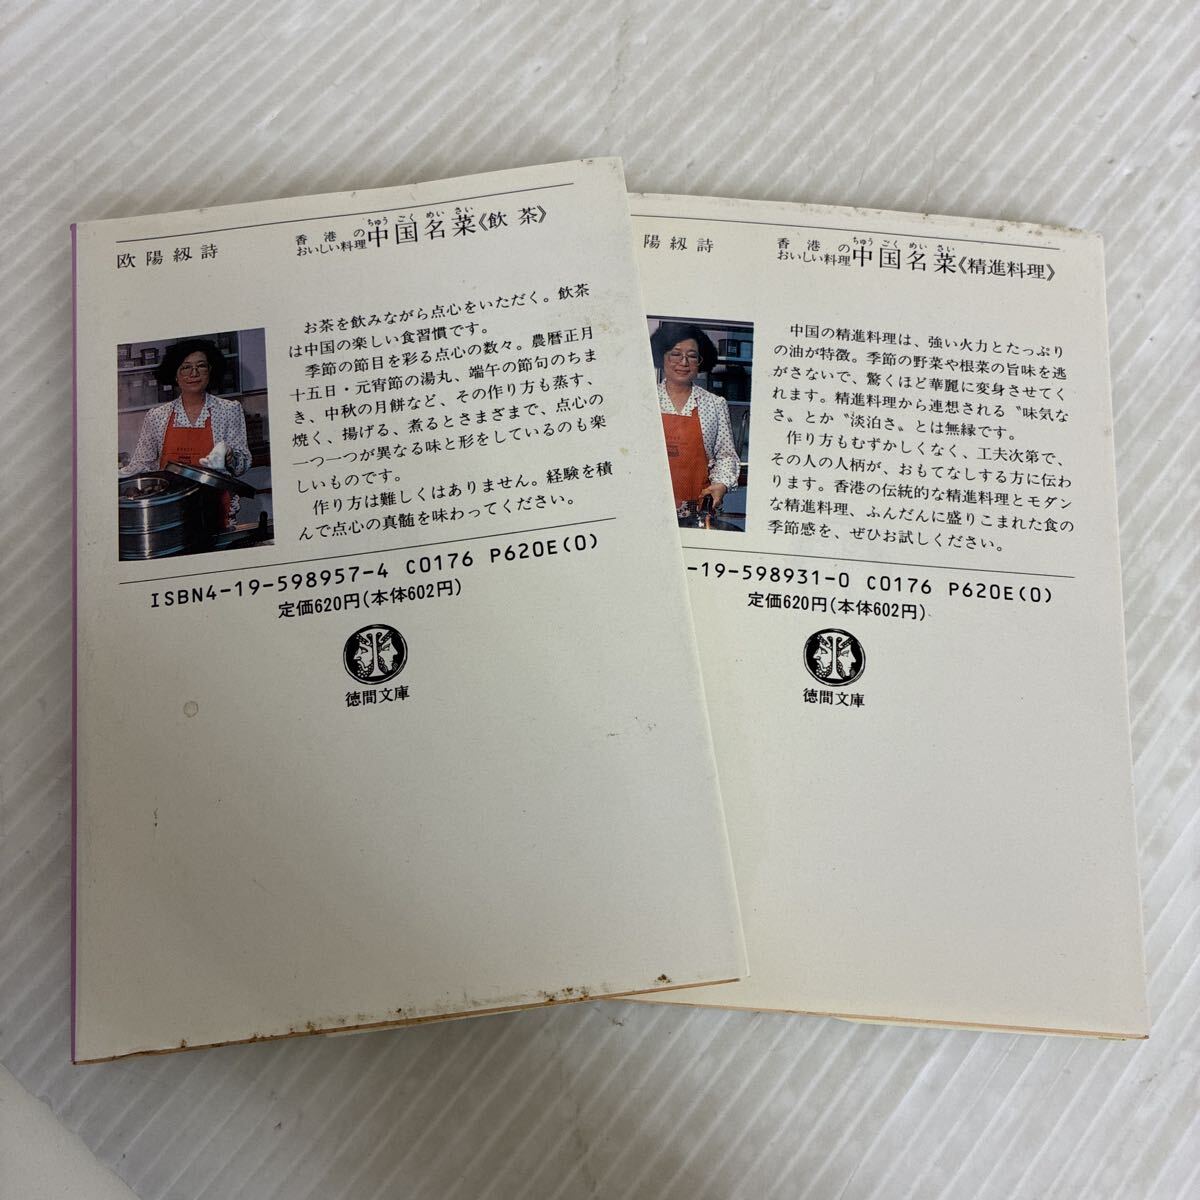 欧陽紉詩
香港の
おいしい料理
ちゅう ごく めい さい
中国名菜《飲茶》
お茶を飲みながら点心をいただく。飲茶
は中国の楽しい食習慣です。
季節の節目を彩る点心の数々。農暦正月
十五日・元宵節の湯丸、端午の節句のちま
き、中秋の月餅など、その作り方も蒸す、
焼く、揚げる、煮るとさまざまで、点心の
一つ一つが異なる味と形をしているのも楽
しいものです。
作り方は難しくはありません。経験を積
んで点心の真髄を味わってください。
ISBN4-19-598957-4 C0176 P620E(0)
定価620円(本体602円)
徳間文庫
陽紉詩
香港の
おいしい料理
ちゅう ごく めい さい
中国名菜《精進料理》
中国の精進料理は、強い火力とたっぷり
の油が特徴。季節の野菜や根菜の旨味を逃
がさないで、驚くほど華麗に変身させてく
れます。精進料理から連想される〝味気な
さ〟とか〝淡泊さ〟とは無縁です。
作り方もむずかしくなく、工夫次第で、
その人の人柄が、おもてなしする方に伝わ
ります。香港の伝統的な精進料理とモダン
な精進料理、ふんだんに盛りこまれた食の
季節感を、ぜひお試しください。
-19-598931-0 C0176 P620E(0)
定価620円(本体602円)
徳間文庫